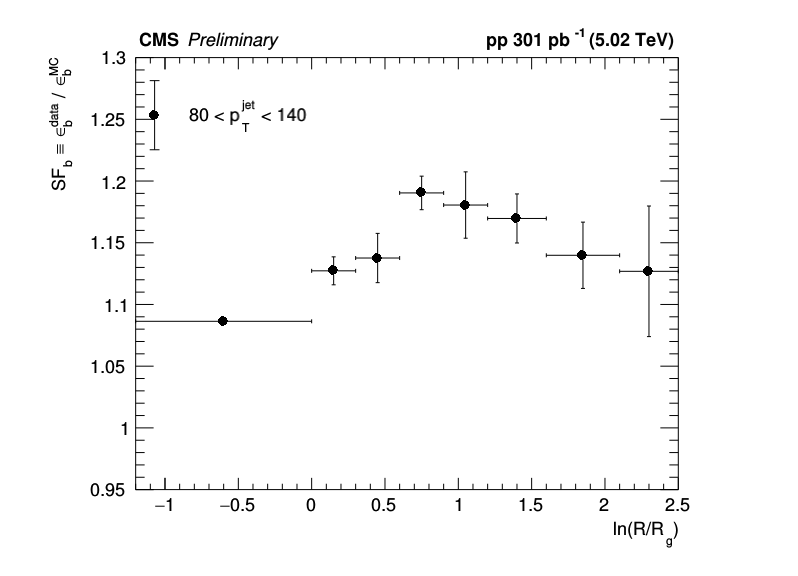 CMS Preliminary pp 301 pb⁻¹ (5.02 TeV)
SF_b ≡ ϵ_b^data / ϵ_b^MC
80 < p_T^jet < 140
1.3
1.25
1.2
1.15
1.1
1.05
1
0.95
−1 −0.5 0 0.5 1 1.5 2 2.5
ln(R/R_g)